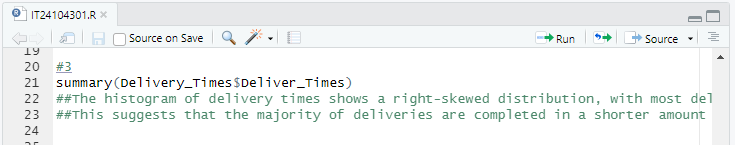 IT24104301.R
Source on Save
Run
Source
19
20 #3
21 summary(Delivery_Times$Deliver_Times)
22 ##The histogram of delivery times shows a right-skewed distribution, with most del
23 ##This suggests that the majority of deliveries are completed in a shorter amount
24
25